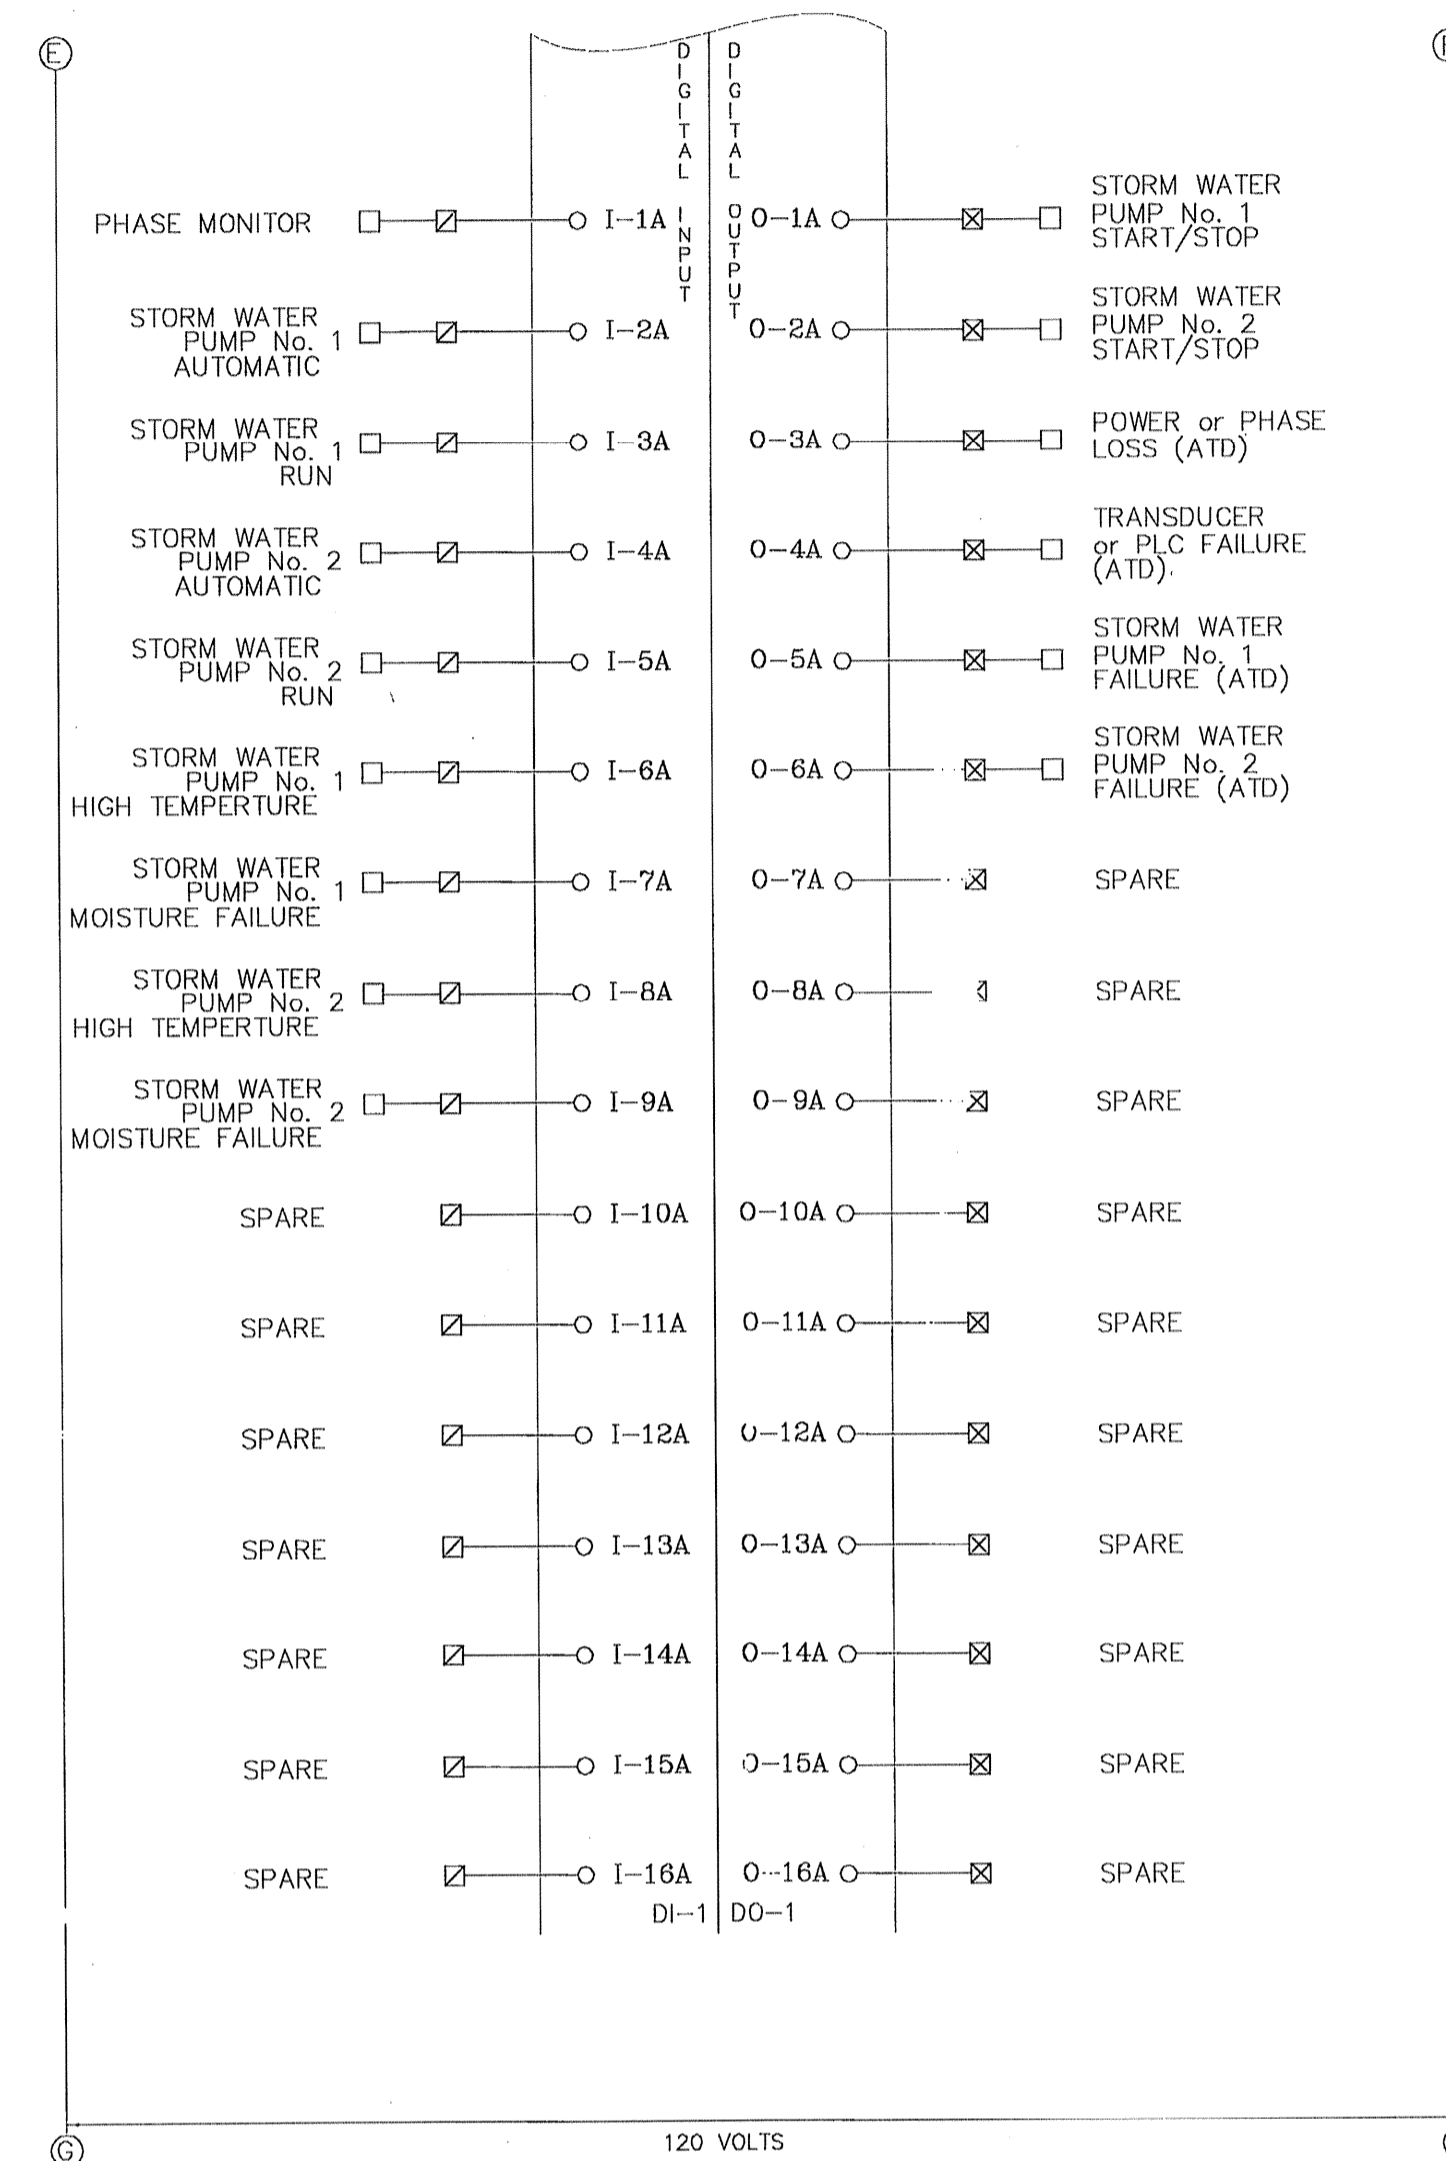 E
DIGITAL INPUT
DIGITAL OUTPUT
PHASE MONITOR
I-1A
O-1A
STORM WATER
PUMP No. 1
START/STOP
STORM WATER
PUMP No. 1
AUTOMATIC
I-2A
O-2A
STORM WATER
PUMP No. 2
START/STOP
STORM WATER
PUMP No. 1
RUN
I-3A
O-3A
POWER or PHASE
LOSS (ATD)
STORM WATER
PUMP No. 2
AUTOMATIC
I-4A
O-4A
TRANSDUCER
or PLC FAILURE
(ATD)
STORM WATER
PUMP No. 2
RUN
I-5A
O-5A
STORM WATER
PUMP No. 1
FAILURE (ATD)
STORM WATER
PUMP No. 1
HIGH TEMPERTURE
I-6A
O-6A
STORM WATER
PUMP No. 2
FAILURE (ATD)
STORM WATER
PUMP No. 1
MOISTURE FAILURE
I-7A
O-7A
SPARE
STORM WATER
PUMP No. 2
HIGH TEMPERTURE
I-8A
O-8A
SPARE
STORM WATER
PUMP No. 2
MOISTURE FAILURE
I-9A
O-9A
SPARE
SPARE
I-10A
O-10A
SPARE
SPARE
I-11A
O-11A
SPARE
SPARE
I-12A
O-12A
SPARE
SPARE
I-13A
O-13A
SPARE
SPARE
I-14A
O-14A
SPARE
SPARE
I-15A
O-15A
SPARE
SPARE
I-16A
O-16A
SPARE
DI-1
DO-1
G
120 VOLTS